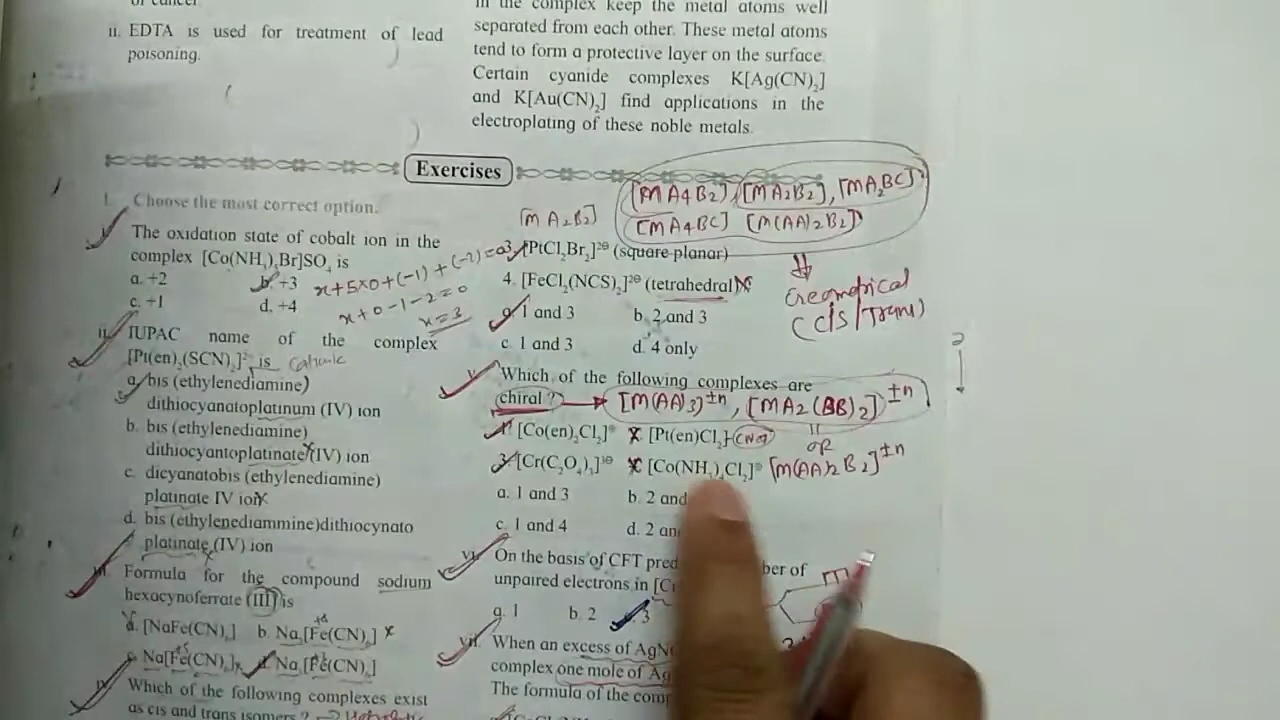 of cancer.
ii. EDTA is used for treatment of lead
poisoning.
in the complex keep the metal atoms well
separated from each other. These metal atoms
tend to form a protective layer on the surface.
Certain cyanide complexes K[Ag(CN)₂]
and K[Au(CN)₂] find applications in the
electroplating of these noble metals.
Exercises
[MA4B2], [MA2B2], [MA2BC]
[MA4BC] [M(AA)2B2]
Geometrical
(cis/Trans)
1. Choose the most correct option.
i. The oxidation state of cobalt ion in the
complex [Co(NH₃)₅Br]SO₄ is
a. +2 b. +3
c. +1 d. +4
x+5×0+(-1)+(-2)=0
x+0-1-2=0
x=3
ii. IUPAC name of the complex
[Pt(en)₂(SCN)₂]²⁺ is
a. bis (ethylenediamine)
dithiocyanatoplatinum (IV) ion
b. bis (ethylenediamine)
dithiocyantoplatinate (IV) ion
c. dicyanatobis (ethylenediamine)
platinate IV ion
d. bis (ethylenediammine)dithiocynato
platinate (IV) ion
iii. Formula for the compound sodium
hexacynoferrate (III) is
a. [NaFe(CN)₆] b. Na₂[Fe(CN)₆]
c. Na[Fe(CN)₆] d. Na₃[Fe(CN)₆]
iv. Which of the following complexes exist
as cis and trans isomers ?
[MA2B2]
3. [PtCl₂Br₂]²⊖ (square planar)
4. [FeCl₂(NCS)₂]²⊖ (tetrahedral)
a. 1 and 3 b. 2 and 3
c. 1 and 3 d. 4 only
v. Which of the following complexes are
chiral ?
[M(AA)3]±n, [MA2(BB)2]±n
or
[M(AA)2B2]±n
1. [Co(en)₂Cl₂]⊕ 2. [Pt(en)Cl₂]
3. [Cr(C₂O₄)₃]³⊖ 4. [Co(NH₃)₄Cl₂]⊕
a. 1 and 3 b. 2 and
c. 1 and 4 d. 2 an
vi. On the basis of CFT pred ber of
unpaired electrons in [Cr
a. 1 b. 2 3
vii. When an excess of AgN
complex one mole of Ag
The formula of the com